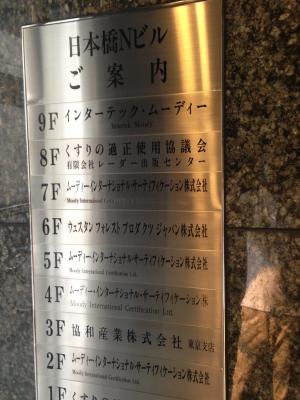 日本橋Nビル
ご案内
9F インターテック・ムーディー
Intertek Moody
8F くすりの適正使用協議会
有限会社レーダー出版センター
7F ムーディーインターナショナル・サーティフィケーション株式会社
Moody International Certification Ltd.
6F ウェスタン フォレスト プロダクツ ジャパン株式会社
5F ムーディーインターナショナル・サーティフィケーション株式会社
Moody International Certification Ltd.
4F ムーディー・インターナショナル・サーティフィケーション㈱
Moody International Certification Ltd.
3F 協和産業株式会社 東京支店
2F ムーディーインターナショナル・サーティフィケーション株式会社
Moody International Certification Ltd.
1F くすり